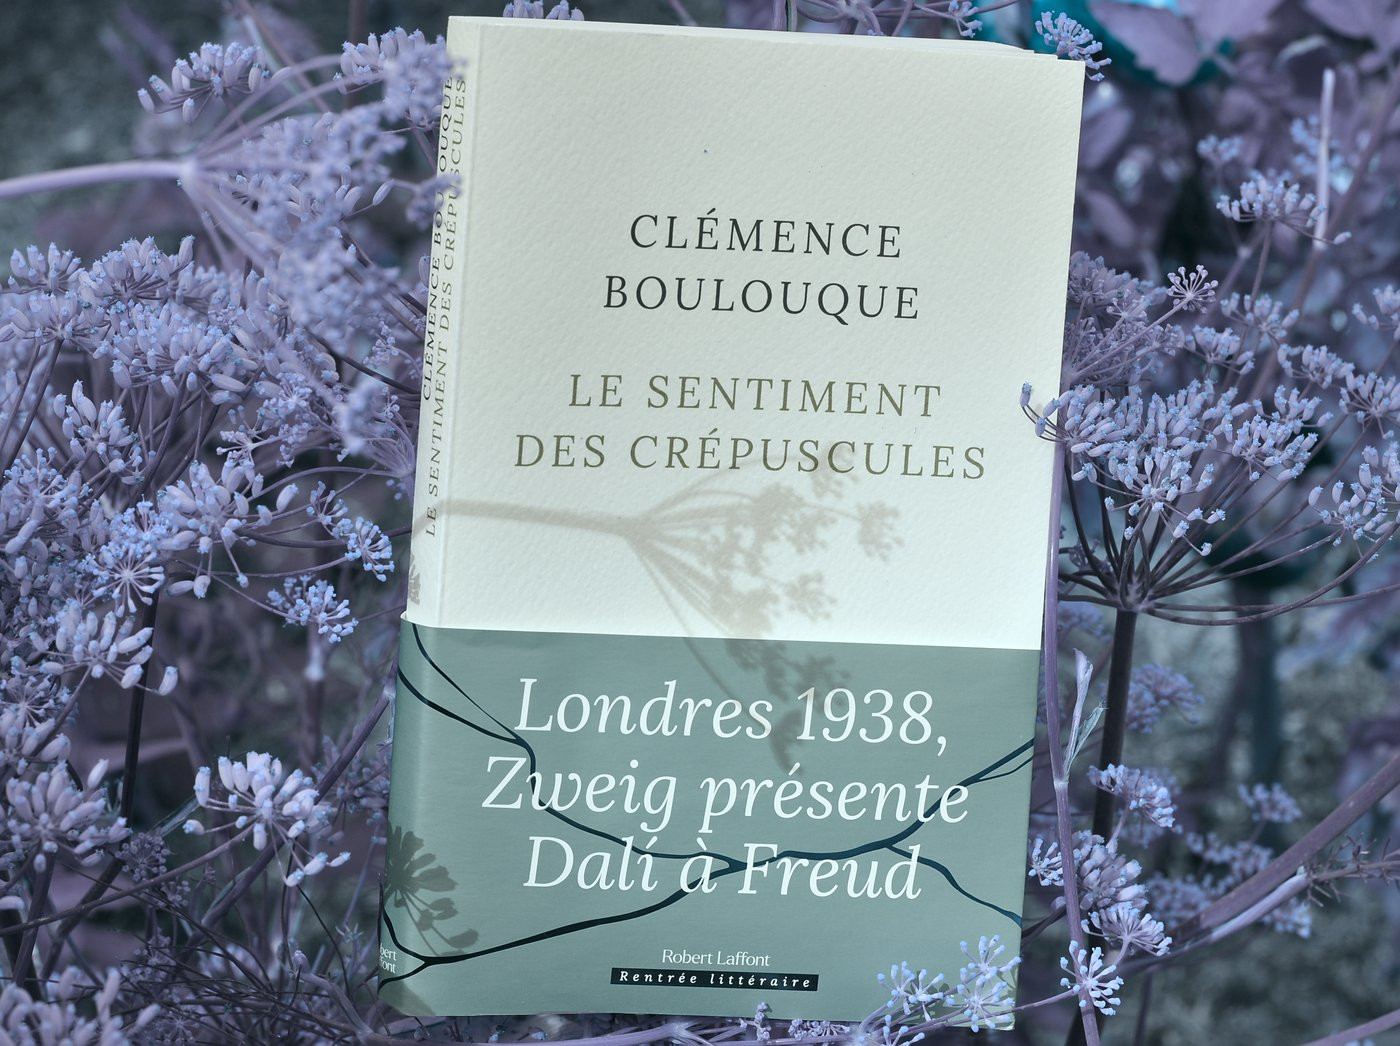 CLÉMENCE BOULOUQUE
LE SENTIMENT DES CRÉPUSCULES
CLÉMENCE
BOULOUQUE
LE SENTIMENT
DES CRÉPUSCULES
Londres 1938,
Zweig présente
Dalí à Freud
Robert Laffont
Rentrée littéraire